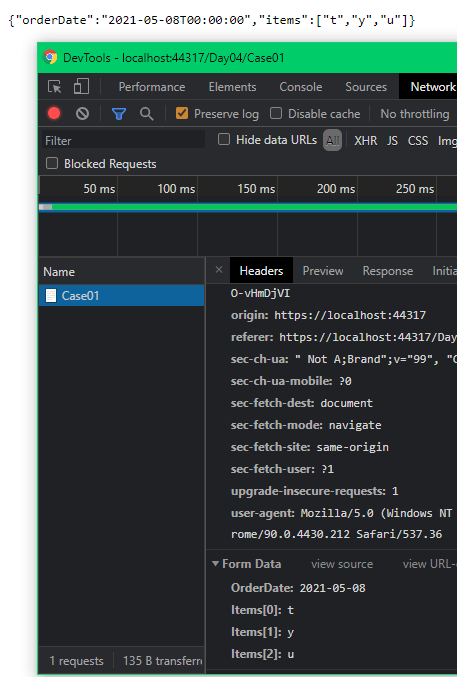 {"orderDate":"2021-05-08T00:00:00","items":["t","y","u"]}
DevTools - localhost:44317/Day04/Case01
Performance Elements Console Sources Network
Preserve log Disable cache No throttling
Filter Hide data URLs All XHR JS CSS Img
Blocked Requests
50 ms 100 ms 150 ms 200 ms 250 ms
Name
Case01
× Headers Preview Response Initia
O-vHmDjVI
origin: https://localhost:44317
referer: https://localhost:44317/Day
sec-ch-ua: " Not A;Brand";v="99", "C
sec-ch-ua-mobile: ?0
sec-fetch-dest: document
sec-fetch-mode: navigate
sec-fetch-site: same-origin
sec-fetch-user: ?1
upgrade-insecure-requests: 1
user-agent: Mozilla/5.0 (Windows NT
rome/90.0.4430.212 Safari/537.36
Form Data view source view URL-
OrderDate: 2021-05-08
Items[0]: t
Items[1]: y
Items[2]: u
1 requests 135 B transferr